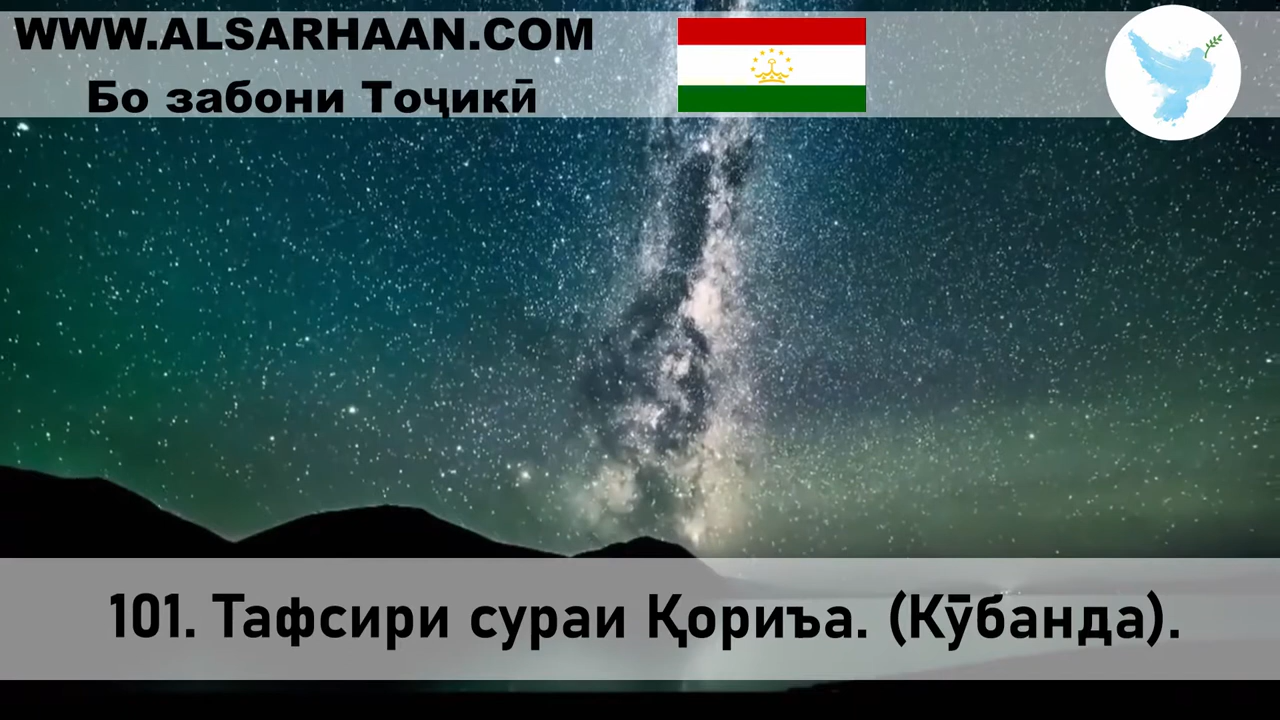 WWW.ALSARHAAN.COM
Бо забони Тоҷикӣ
101. Тафсири сураи Қориъа. (Кӯбанда).